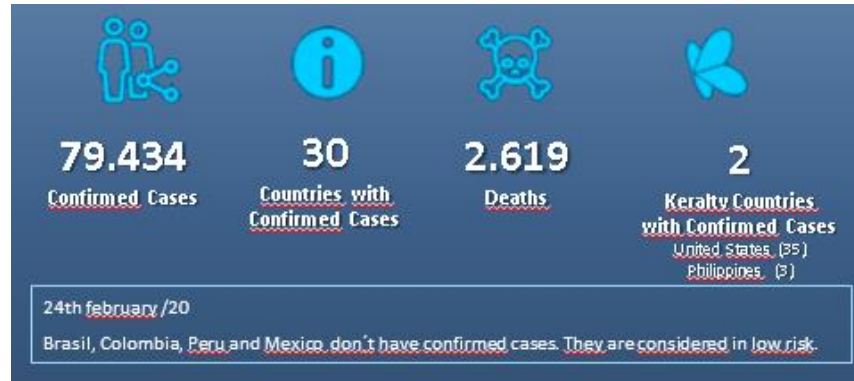 79.434
Confirmed Cases
30
Countries with
Confirmed Cases
2.619
Deaths
2
Keralty Countries
with Confirmed Cases
United States (35)
Philippines (3)
24th february /20
Brasil, Colombia, Peru and Mexico don´t have confirmed cases. They are considered in low risk.